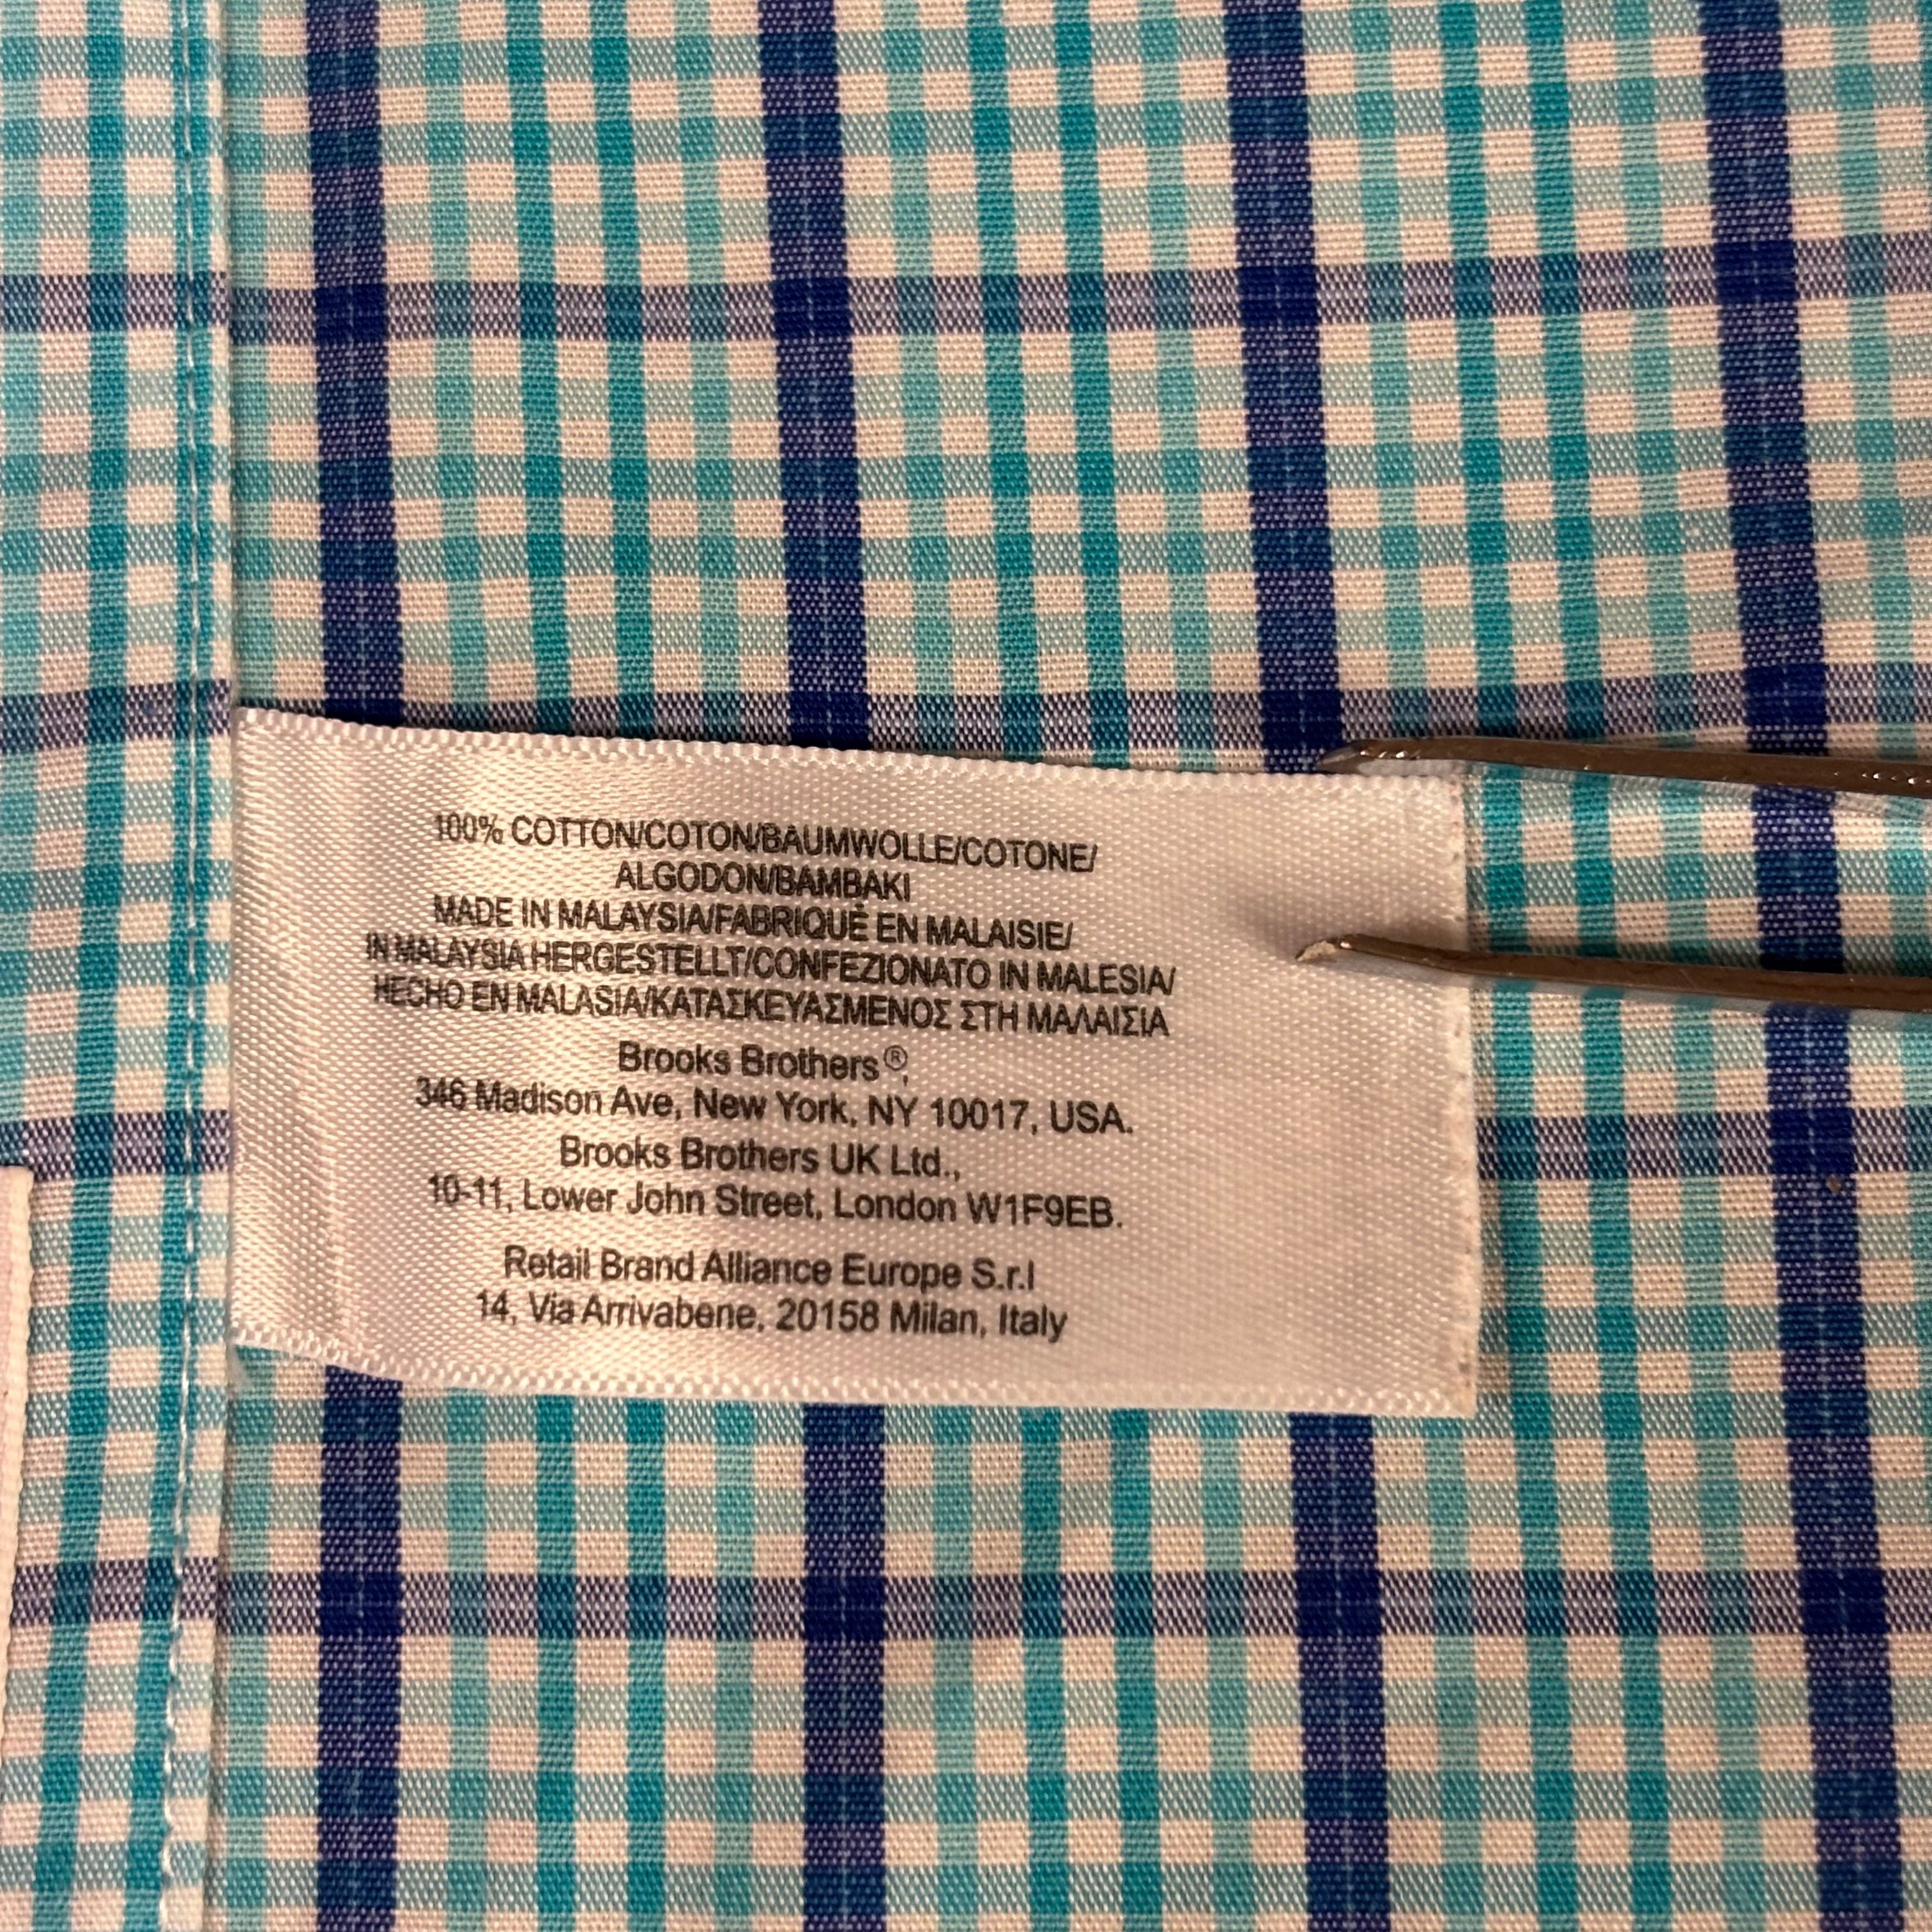 100% COTTON/COTON/BAUMWOLLE/COTONE/
ALGODON/BAMBAKI
MADE IN MALAYSIA/FABRIQUÉ EN MALAISIE/
IN MALAYSIA HERGESTELLT/CONFEZIONATO IN MALESIA/
HECHO EN MALASIA/ΚΑΤΑΣΚΕΥΑΣΜΕΝΟΣ ΣΤΗ ΜΑΛΑΙΣΙΑ
Brooks Brothers®,
346 Madison Ave, New York, NY 10017, USA.
Brooks Brothers UK Ltd.,
10-11, Lower John Street, London W1F9EB.
Retail Brand Alliance Europe S.r.l
14, Via Arrivabene, 20158 Milan, Italy